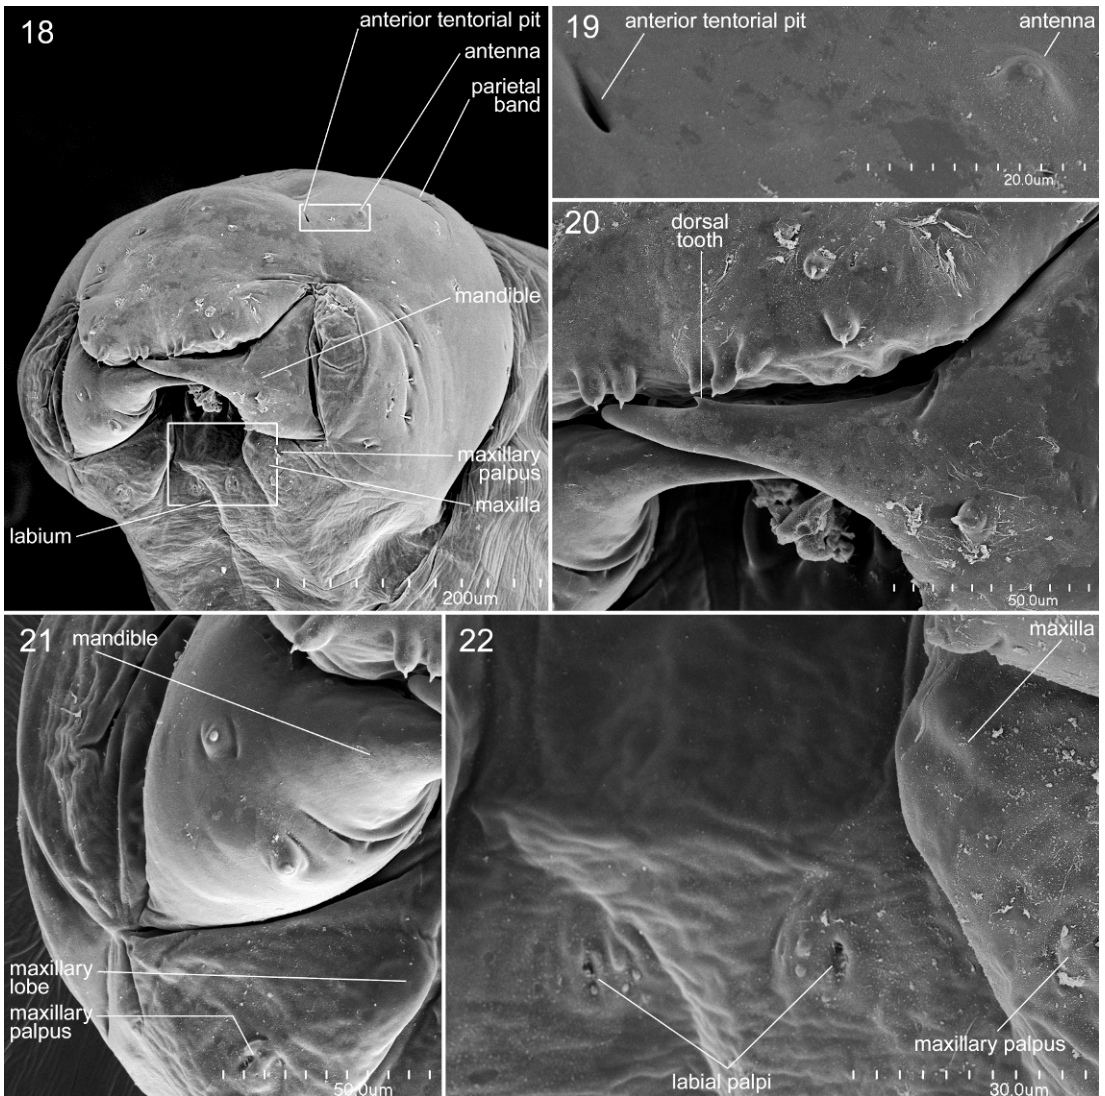 18
anterior tentorial pit
antenna
parietal
band
mandible
maxillary
palpus
maxilla
labium
200um
19
anterior tentorial pit
antenna
20.0um
20
dorsal
tooth
50.0um
21
mandible
maxillary
lobe
maxillary
palpus
50.0um
22
maxilla
maxillary palpus
labial palpi
30.0um